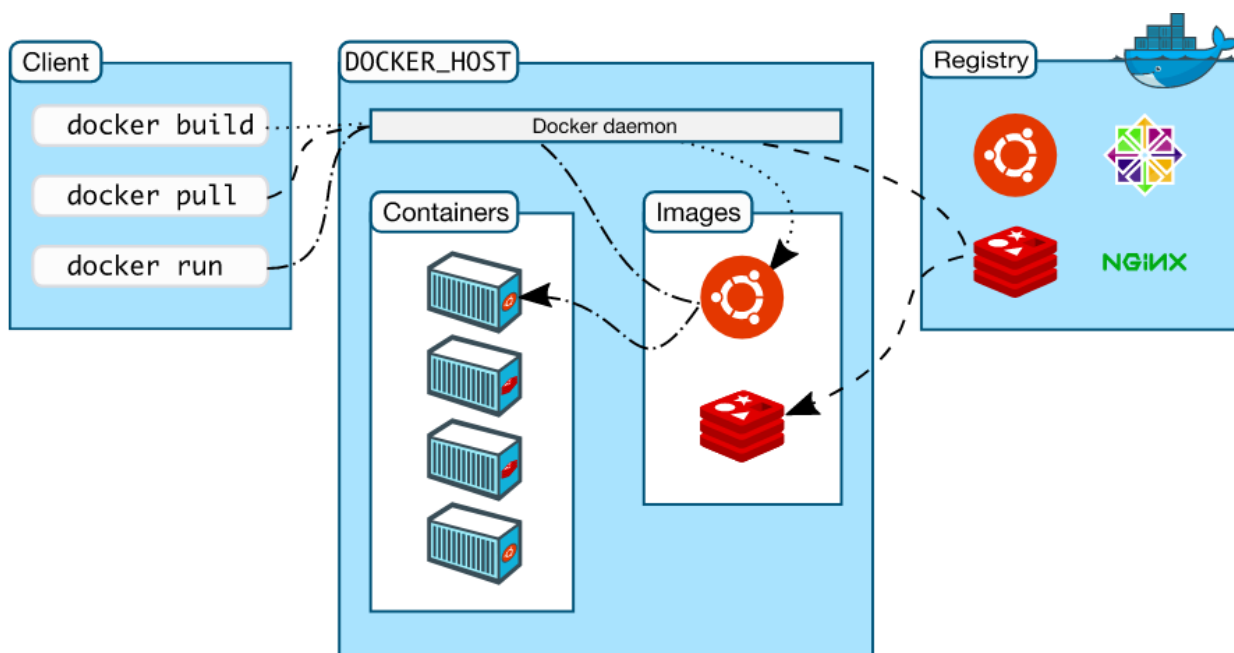 Client
docker build
docker pull
docker run
DOCKER_HOST
Docker daemon
Containers
Images
Registry
NGiNX